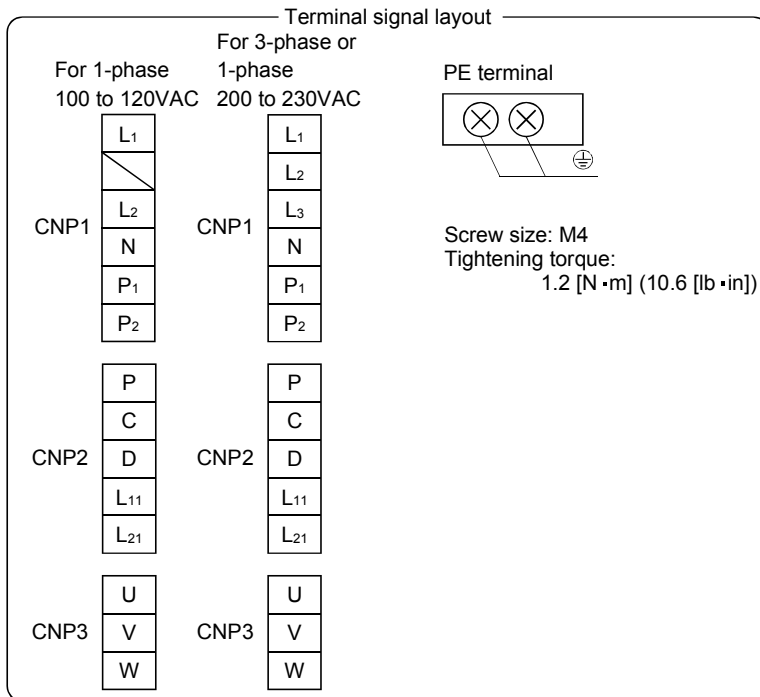 Terminal signal layout
For 1-phase
100 to 120VAC
For 3-phase or
1-phase
200 to 230VAC
PE terminal
CNP1
L1
L2
N
P1
P2
CNP1
L1
L2
L3
N
P1
P2
Screw size: M4
Tightening torque:
1.2 [N▪m] (10.6 [lb▪in])
CNP2
P
C
D
L11
L21
CNP2
P
C
D
L11
L21
CNP3
U
V
W
CNP3
U
V
W